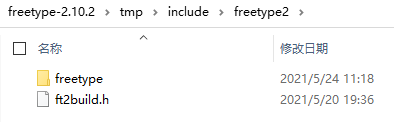 freetype-2.10.2 > tmp > include > freetype2 >
名称 修改日期
freetype 2021/5/24 11:18
ft2build.h 2021/5/20 19:36